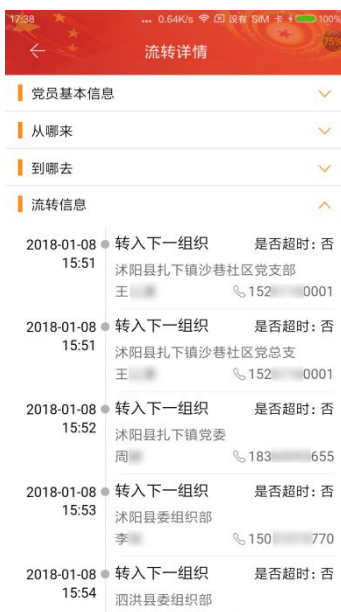 17:38 ... 0.64K/s 没有 SIM 卡 100%
75%
流转详情
党员基本信息
从哪来
到哪去
流转信息
2018-01-08 转入下一组织 是否超时: 否
15:51 沭阳县扎下镇沙巷社区党支部
王 152 0001
2018-01-08 转入下一组织 是否超时: 否
15:51 沭阳县扎下镇沙巷社区党总支
王 152 0001
2018-01-08 转入下一组织 是否超时: 否
15:52 沭阳县扎下镇党委
周 183 655
2018-01-08 转入下一组织 是否超时: 否
15:53 沭阳县委组织部
李 150 770
2018-01-08 转入下一组织 是否超时: 否
15:54 泗洪县委组织部